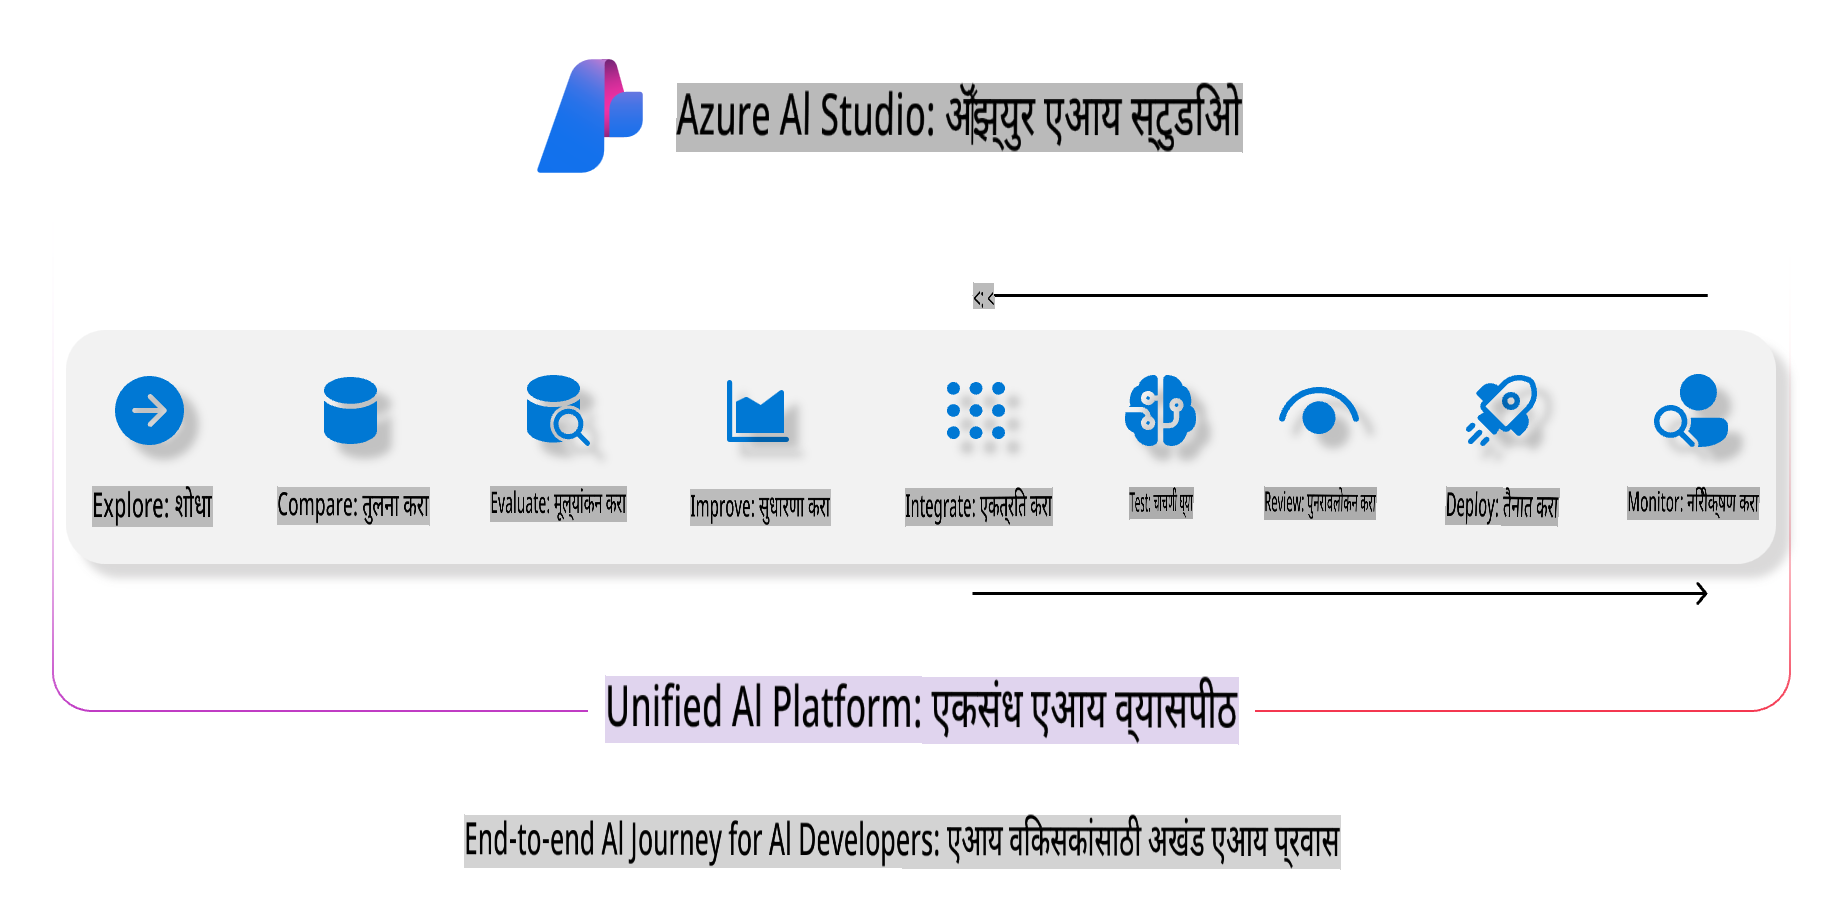 Azure AI Studio: ॲझ्युर एआय स्टुडिओ
<: <
Explore: शोधा
Compare: तुलना करा
Evaluate: मूल्यांकन करा
Improve: सुधारणा करा
Integrate: एकत्रित करा
Test: चाचणी घ्या
Review: पुनरावलोकन करा
Deploy: तैनात करा
Monitor: निरीक्षण करा
Unified AI Platform: एकसंध एआय व्यासपीठ
End-to-end AI Journey for AI Developers: एआय विकसकांसाठी अखंड एआय प्रवास